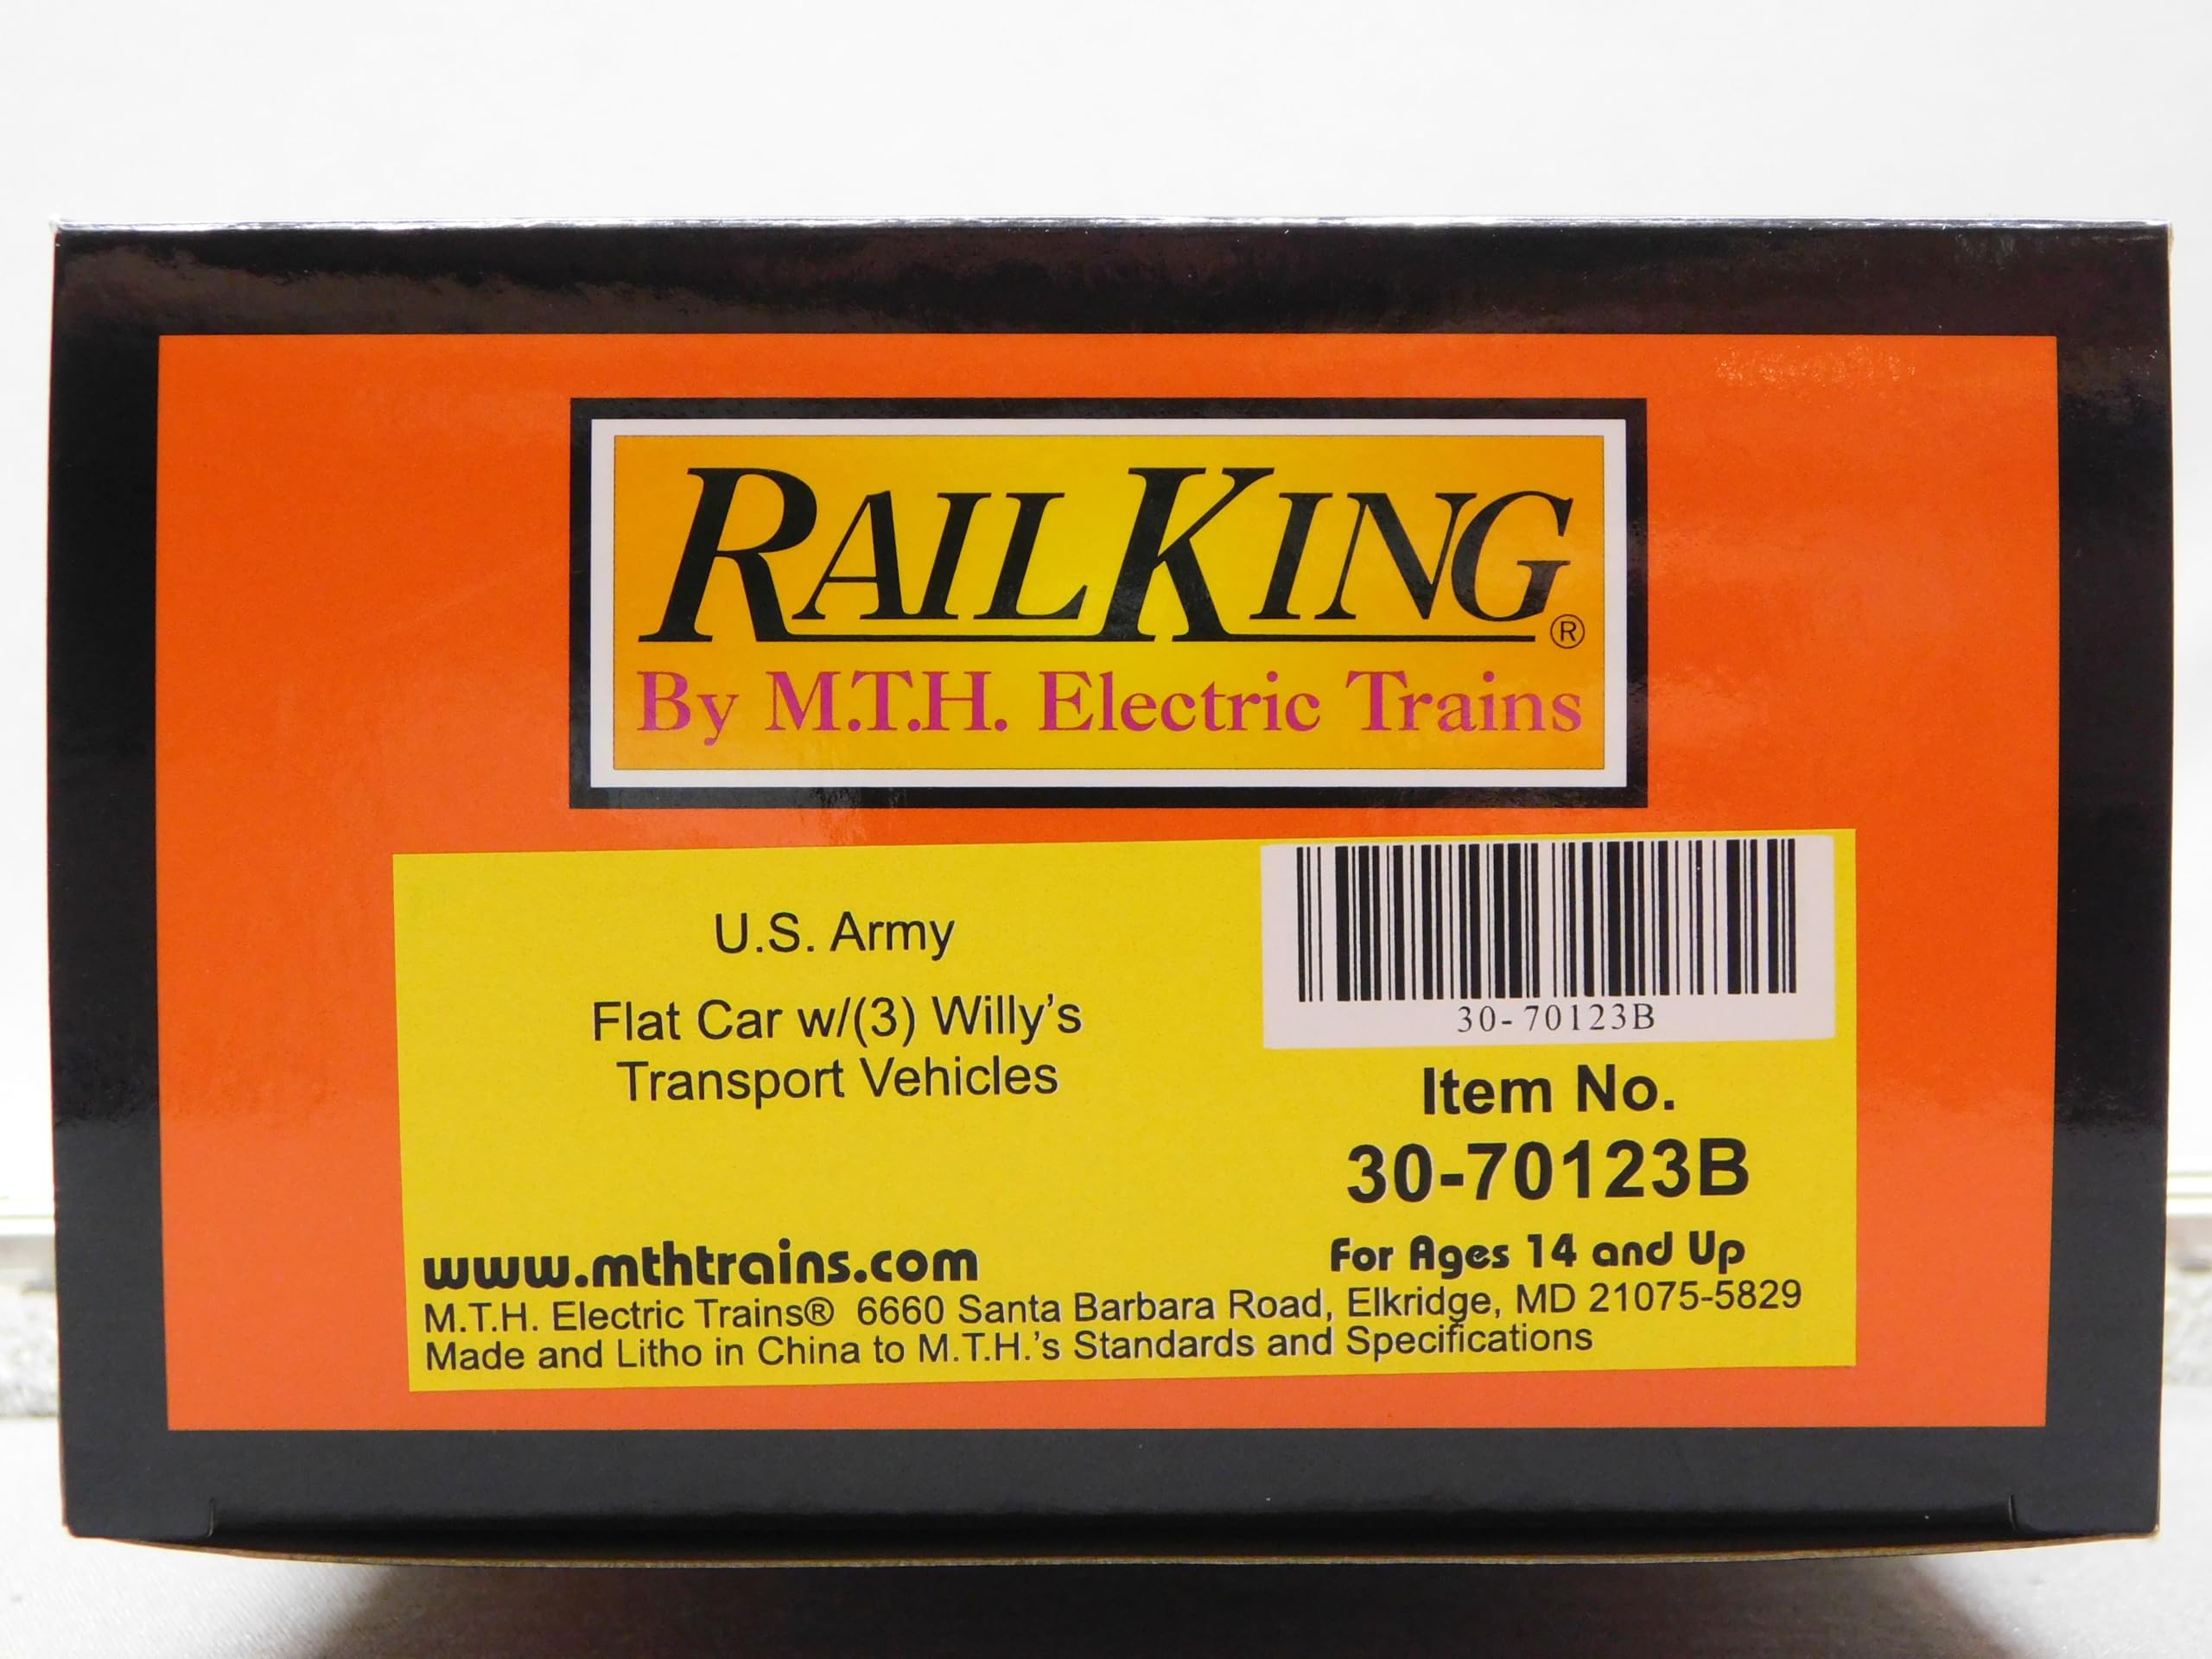 RAILKING®
By M.T.H. Electric Trains
U.S. Army
Flat Car w/(3) Willy's
Transport Vehicles
30-70123B
Item No.
30-70123B
www.mthtrains.com
For Ages 14 and Up
M.T.H. Electric Trains® 6660 Santa Barbara Road, Elkridge, MD 21075-5829
Made and Litho in China to M.T.H.'s Standards and Specifications